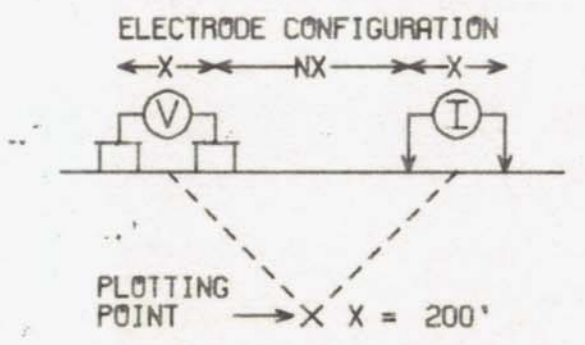 ELECTRODE CONFIGURATION
X NX X
V I
PLOTTING
POINT X X = 200'